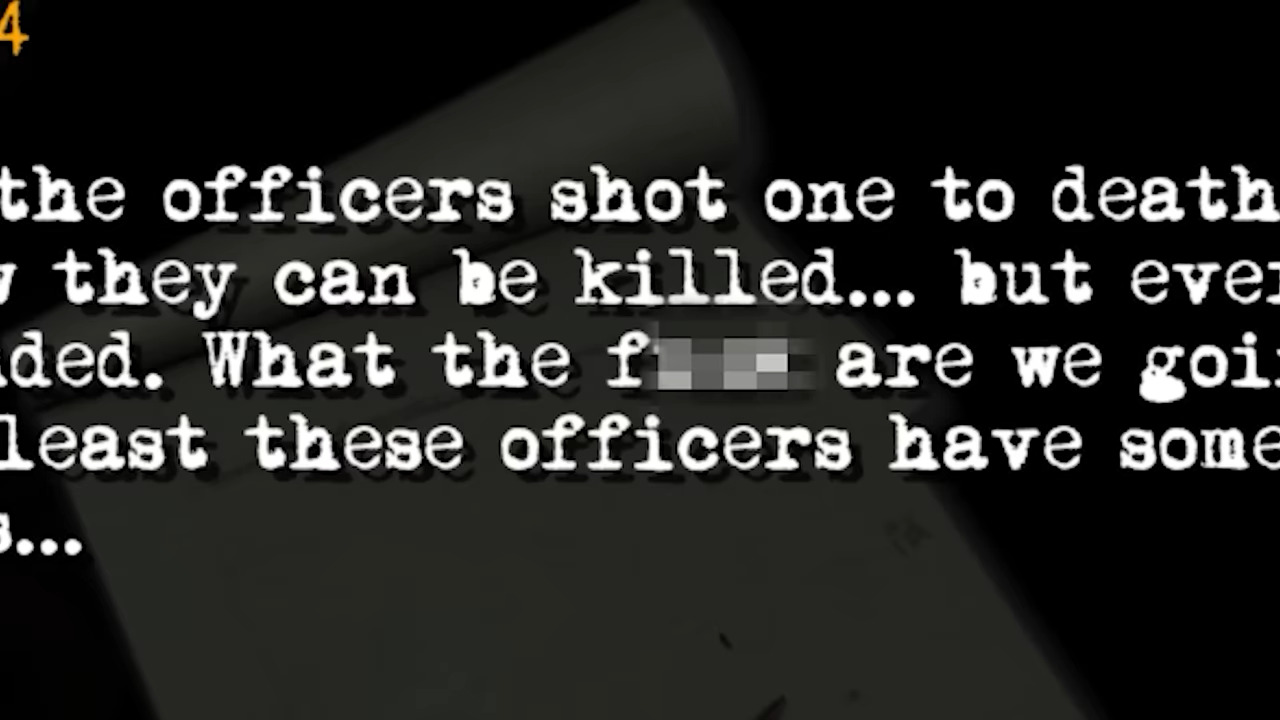 4
the officers shot one to death
w they can be killed... but ever
ded. What the f are we goin
least these officers have some
s...